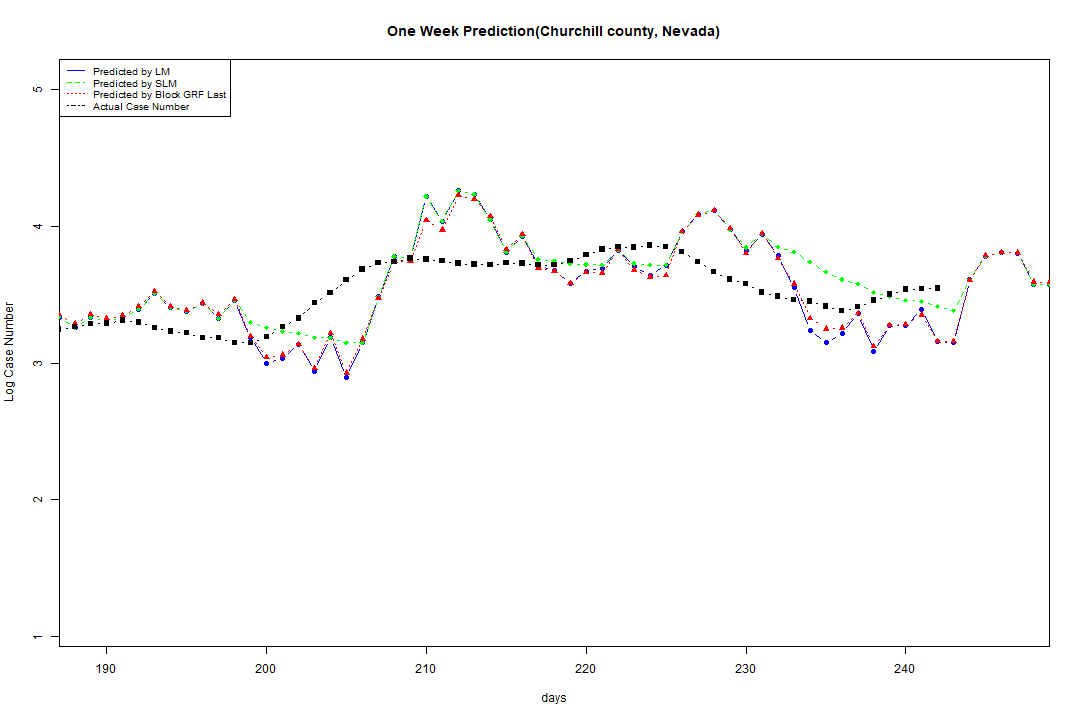 One Week Prediction(Churchill county, Nevada)
Predicted by LM
Predicted by SLM
Predicted by Block GRF Last
Actual Case Number
5
4
3
2
1
Log Case Number
190 200 210 220 230 240
days